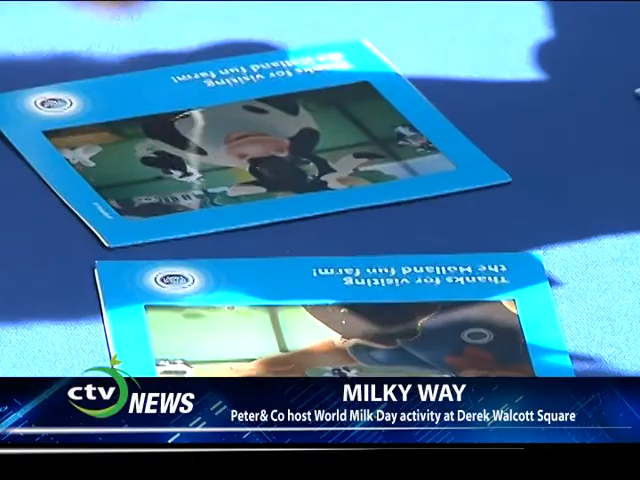 Thanks for visiting
the Holland fun farm!
Thanks for visiting
the Holland fun farm!
ctv NEWS
MILKY WAY
Peter& Co host World Milk Day activity at Derek Walcott Square